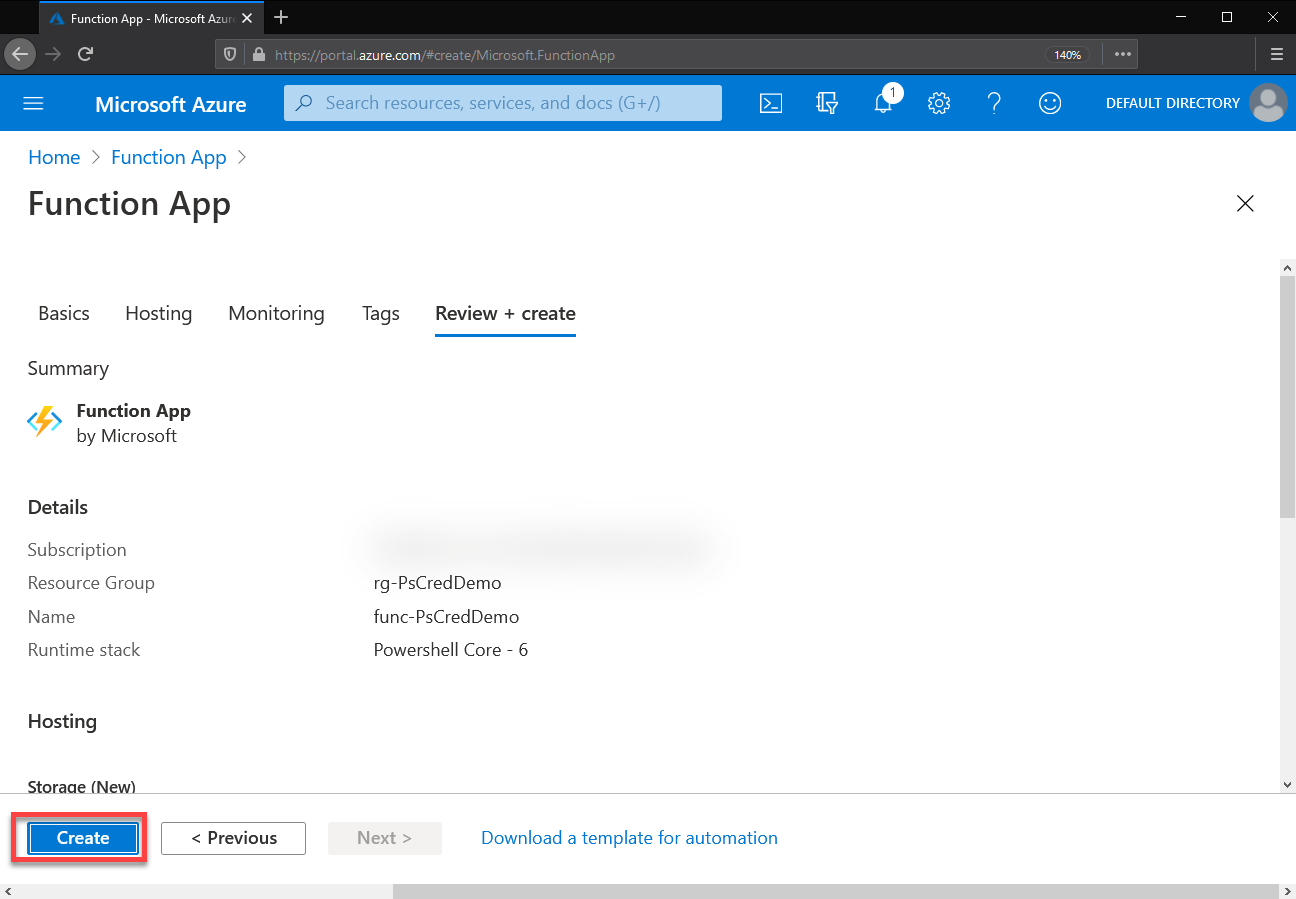 Function App - Microsoft Azure
https://portal.azure.com/#create/Microsoft.FunctionApp
140%
Microsoft Azure
Search resources, services, and docs (G+/)
1
DEFAULT DIRECTORY
Home > Function App >
Function App
Basics Hosting Monitoring Tags Review + create
Summary
Function App
by Microsoft
Details
Subscription
Resource Group rg-PsCredDemo
Name func-PsCredDemo
Runtime stack Powershell Core - 6
Hosting
Storage (New)
Create < Previous Next > Download a template for automation